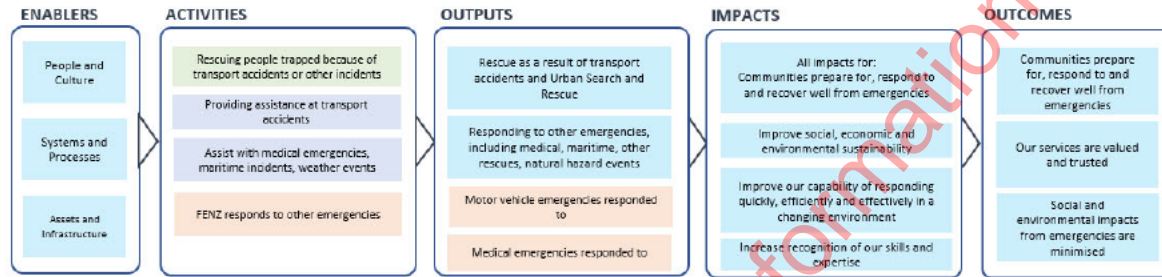 ENABLERS
People and
Culture
Systems and
Processes
Assets and
Infrastructure
ACTIVITIES
Rescuing people trapped because of
transport accidents or other incidents
Providing assistance at transport
accidents
Assist with medical emergencies,
maritime incidents, weather events
FENZ responds to other emergencies
OUTPUTS
Rescue as a result of transport
accidents and Urban Search and
Rescue
Responding to other emergencies,
including medical, maritime, other
rescues, natural hazard events
Motor vehicle emergencies responded
to
Medical emergencies responded to
IMPACTS
All impacts for:
Communities prepare for, respond to
and recover well from emergencies
Improve social, economic and
environmental sustainability
Improve our capability of responding
quickly, efficiently and effectively in a
changing environment
Increase recognition of our skills and
expertise
OUTCOMES
Communities prepare
for, respond to and
recover well from
emergencies
Our services are valued
and trusted
Social and
environmental impacts
from emergencies are
minimised
formation